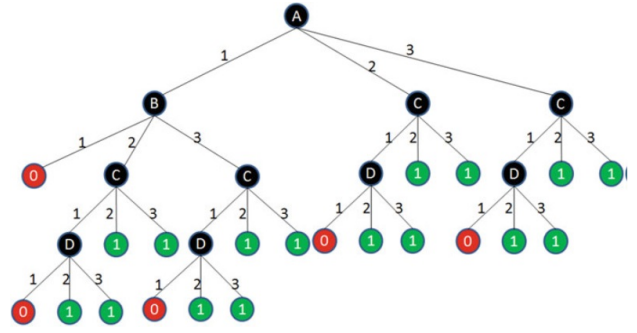 A
1 2 3
B C C
1 2 3 1 2 3 1 2 3
0 C C D 1 1 D 1 1
1 2 3 1 2 3 1 2 3 1 2 3
D 1 1 D 1 1 0 1 1 0 1 1
1 2 3 1 2 3
0 1 1 0 1 1